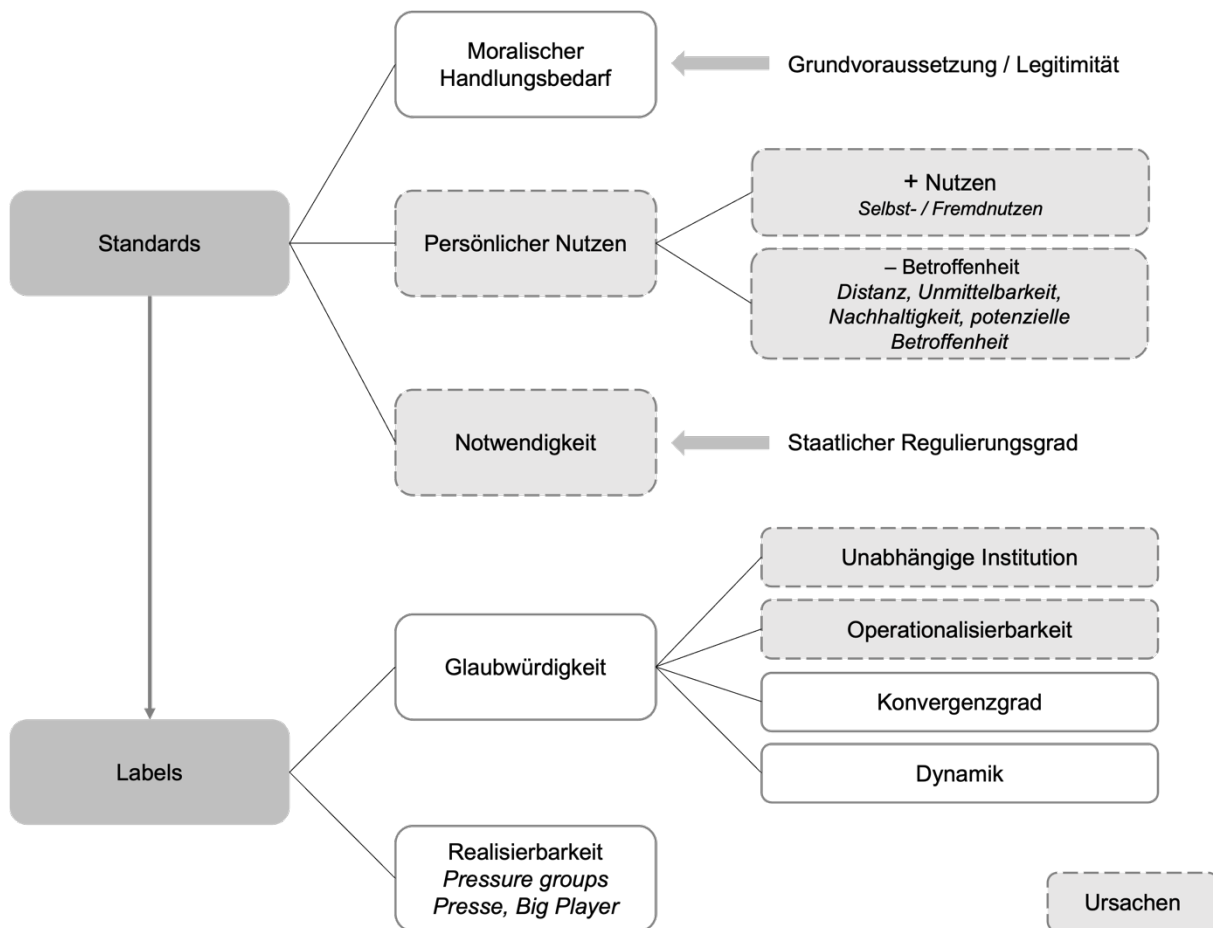 Moralischer
Handlungsbedarf
Grundvoraussetzung / Legitimität
Standards
Persönlicher Nutzen
+ Nutzen
Selbst- / Fremdnutzen
– Betroffenheit
Distanz, Unmittelbarkeit,
Nachhaltigkeit, potenzielle
Betroffenheit
Notwendigkeit
Staatlicher Regulierungsgrad
Labels
Glaubwürdigkeit
Unabhängige Institution
Operationalisierbarkeit
Konvergenzgrad
Dynamik
Realisierbarkeit
Pressure groups
Presse, Big Player
Ursachen